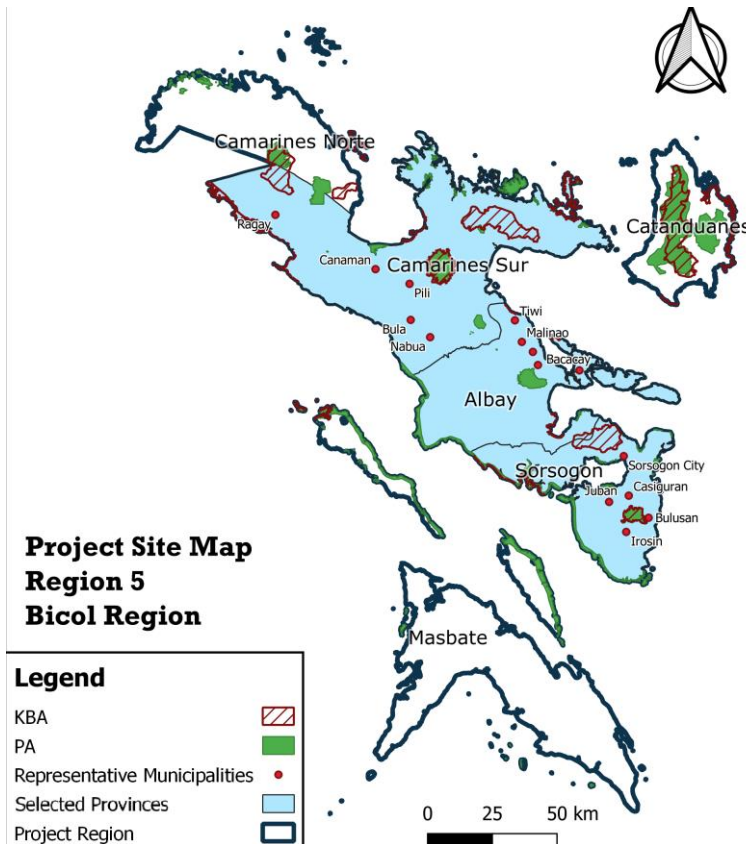 Camarines Norte
Catanduanes
Ragay
Canaman
Camarines Sur
Pili
Tiwi
Bula
Malinao
Nabua
Bacacay
Albay
Sorsogon
Sorsogon City
Juban
Casiguran
Bulusan
Irosin
Project Site Map
Region 5
Bicol Region
Masbate
Legend
KBA
PA
Representative Municipalities
Selected Provinces
Project Region
0 25 50 km